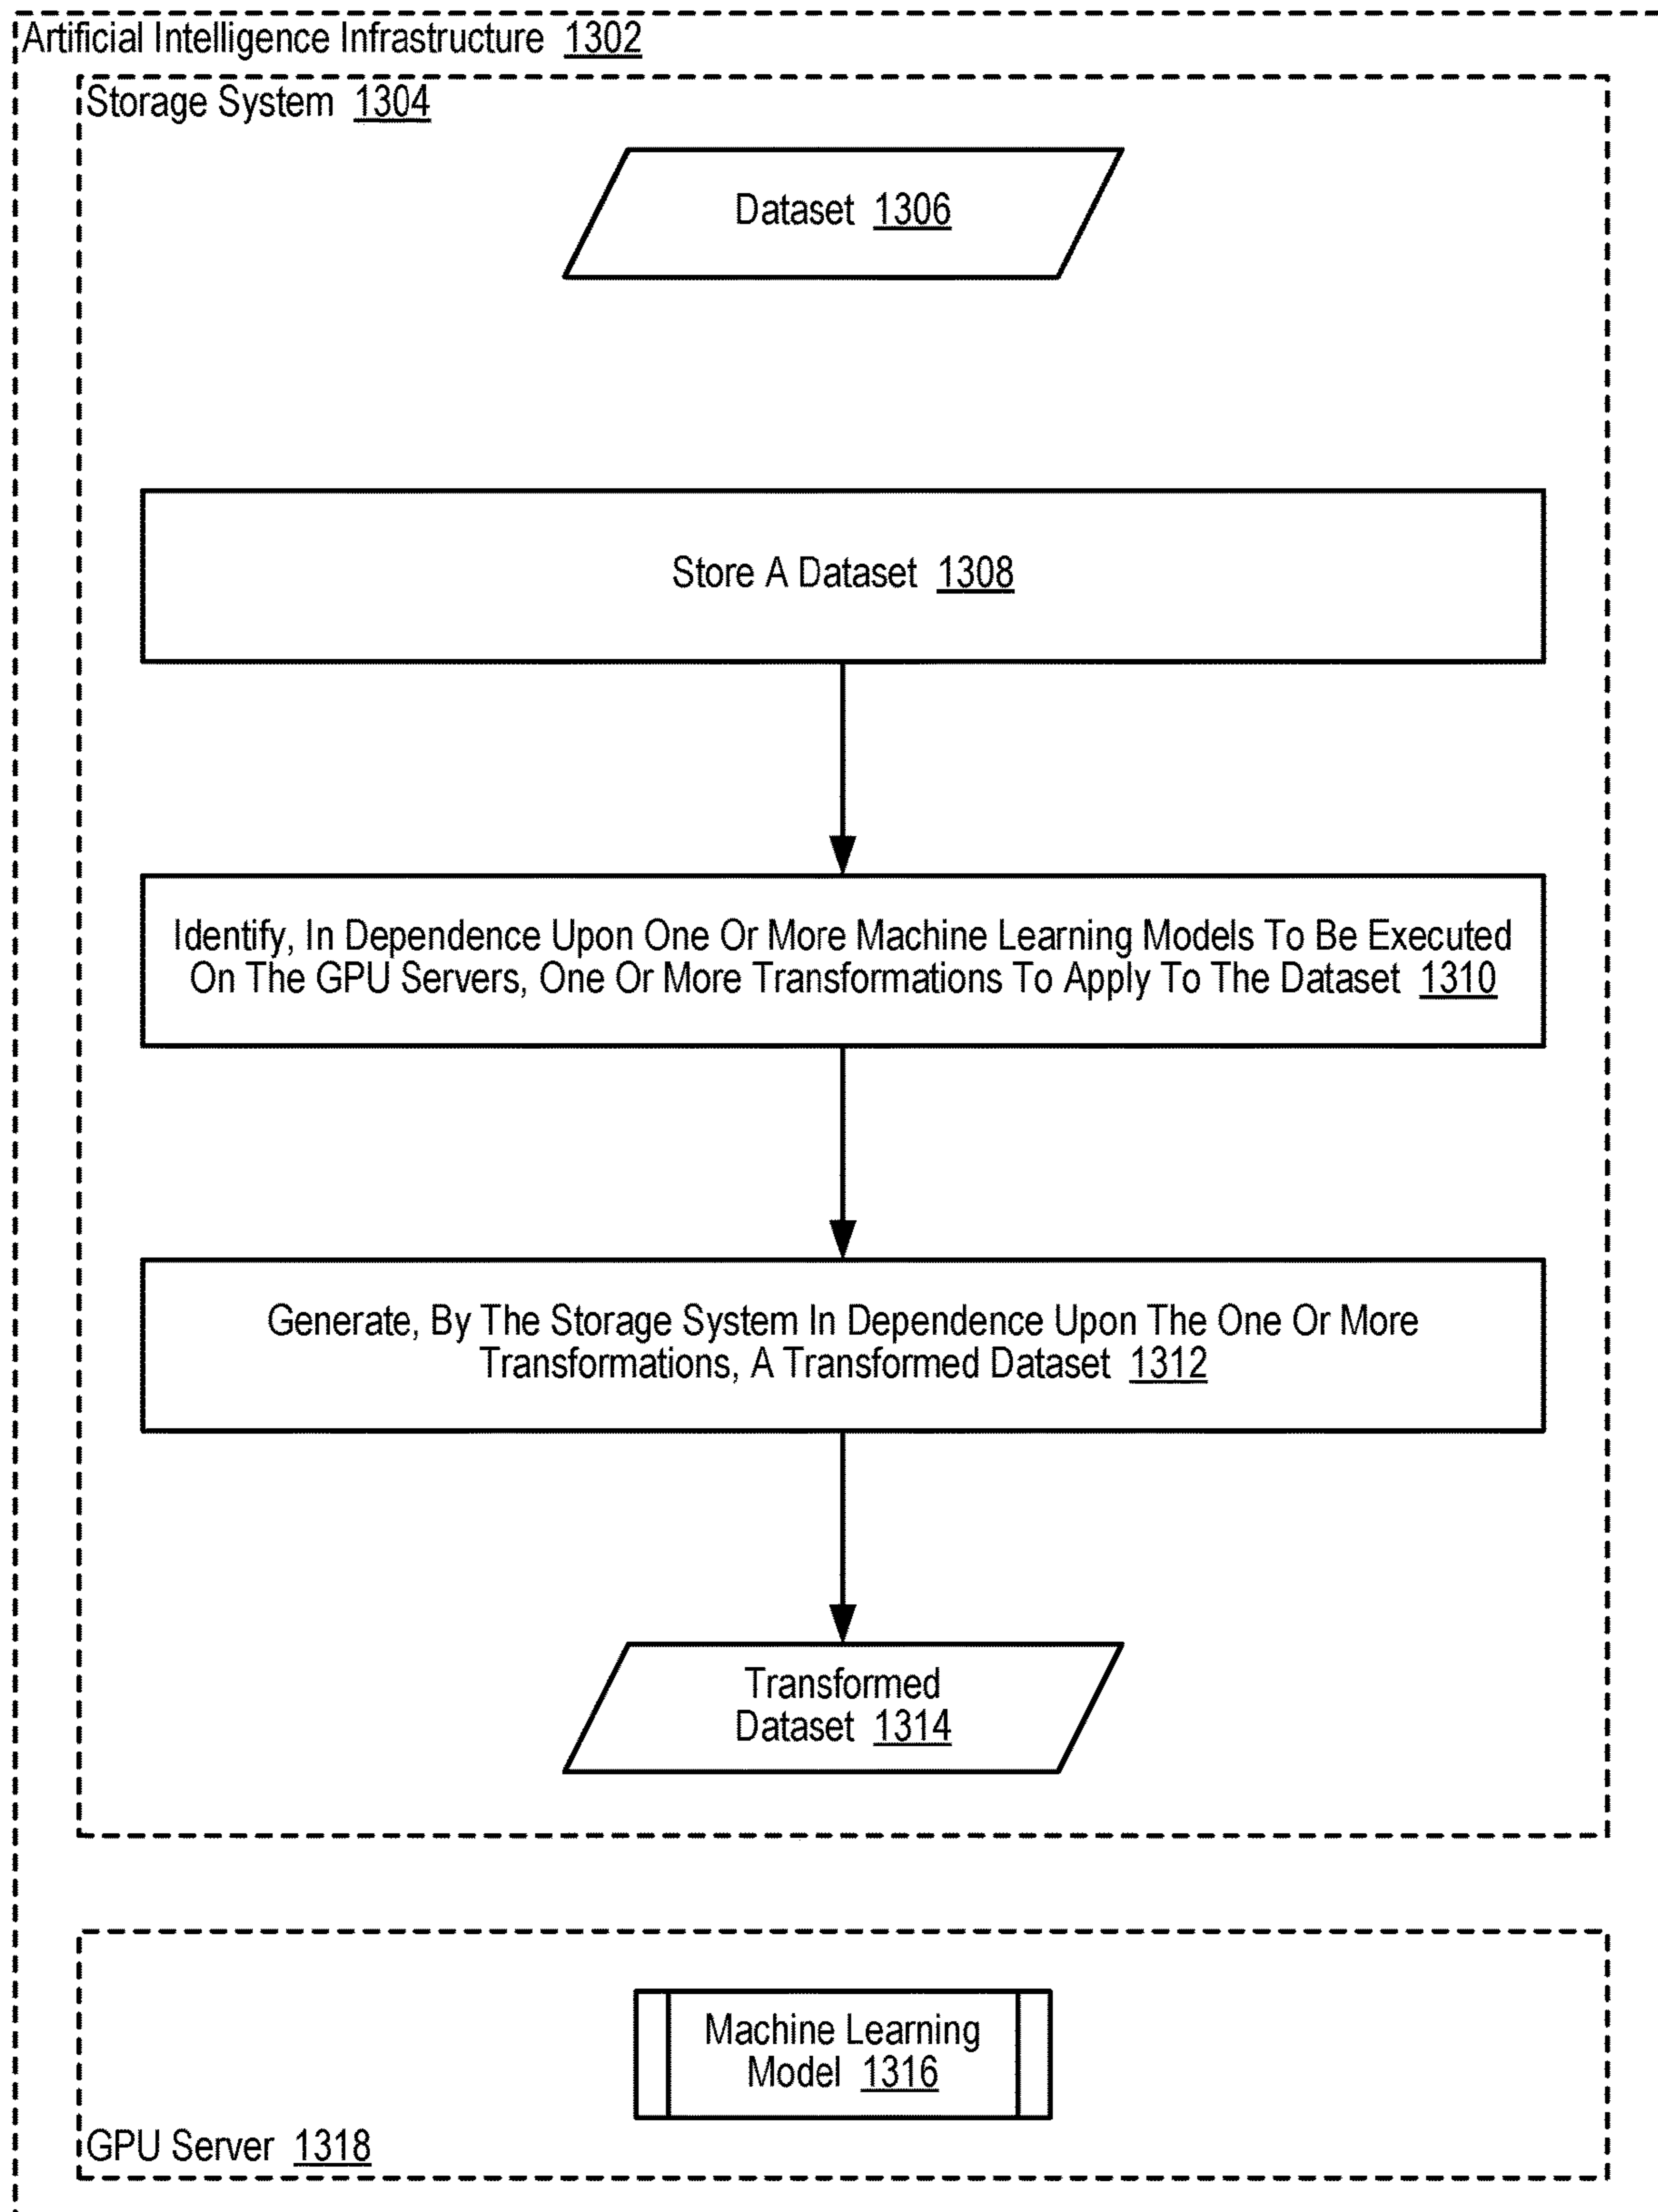 Artificial Intelligence Infrastructure 1302
Storage System 1304
Dataset 1306
Store A Dataset 1308
Identify, In Dependence Upon One Or More Machine Learning Models To Be Executed
On The GPU Servers, One Or More Transformations To Apply To The Dataset 1310
Generate, By The Storage System In Dependence Upon The One Or More
Transformations, A Transformed Dataset 1312
Transformed
Dataset 1314
Machine Learning
Model 1316
GPU Server 1318